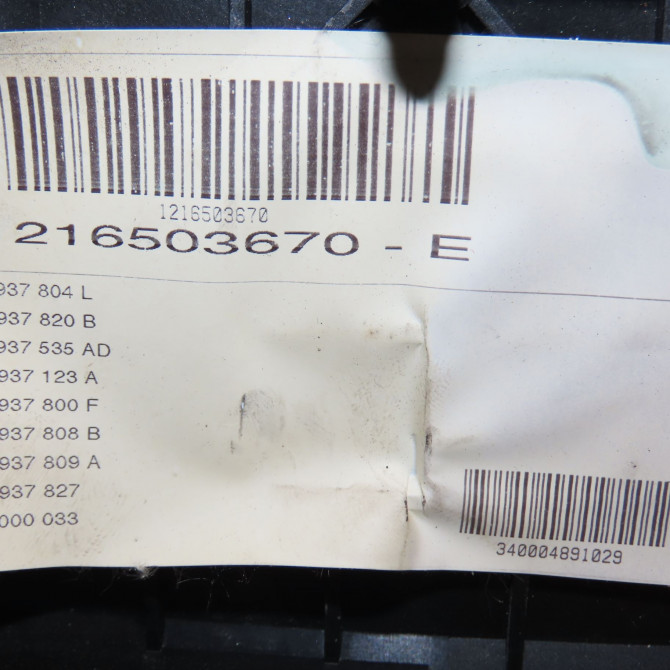 1216503670
216503670 - E
937 804 L
937 820 B
937 535 AD
937 123 A
937 800 F
937 808 B
937 809 A
937 827
000 033
340004891029